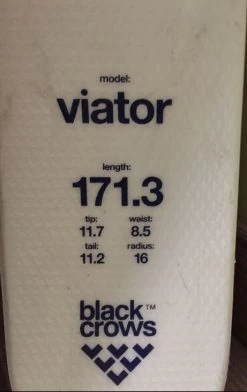 model:
viator
length:
171.3
tip: waist:
11.7 8.5
tail: radius:
11.2 16
black™
crows